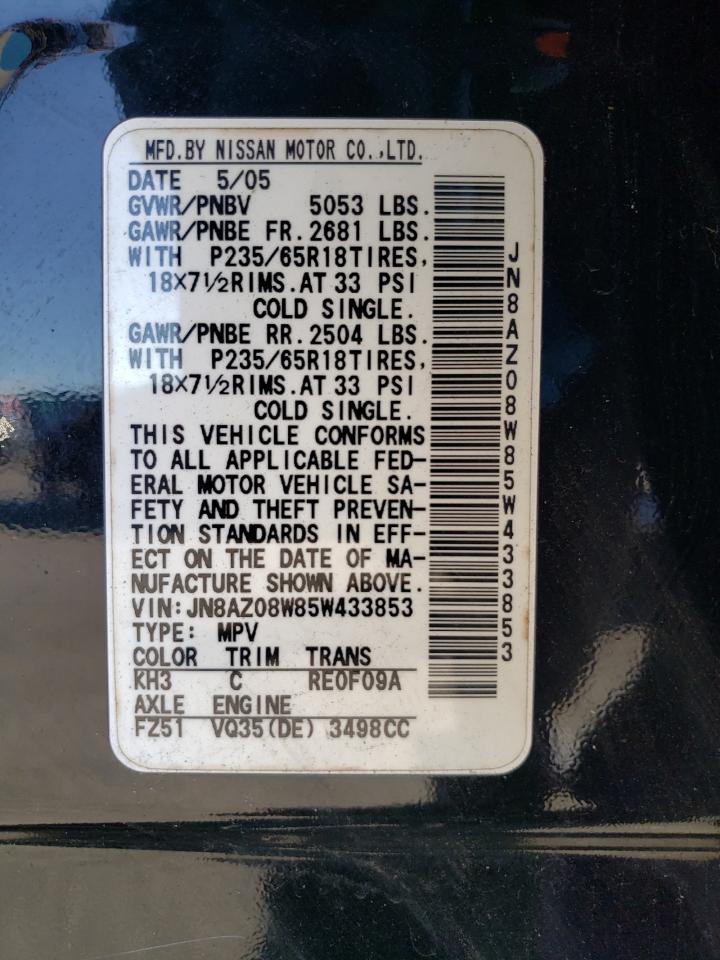 MFD.BY NISSAN MOTOR CO.,LTD.
DATE 5/05
GVWR/PNBV 5053 LBS.
GAWR/PNBE FR.2681 LBS.
WITH P235/65R18TIRES,
18X7½RIMS.AT 33 PSI
COLD SINGLE.
GAWR/PNBE RR.2504 LBS.
WITH P235/65R18TIRES,
18X7½RIMS.AT 33 PSI
COLD SINGLE.
THIS VEHICLE CONFORMS
TO ALL APPLICABLE FED-
ERAL MOTOR VEHICLE SA-
FETY AND THEFT PREVEN-
TION STANDARDS IN EFF-
ECT ON THE DATE OF MA-
NUFACTURE SHOWN ABOVE.
VIN:JN8AZ08W85W433853
TYPE: MPV
COLOR TRIM TRANS
KH3 C RE0F09A
AXLE ENGINE
FZ51 VQ35(DE) 3498CC
JN8AZ08W85W433853